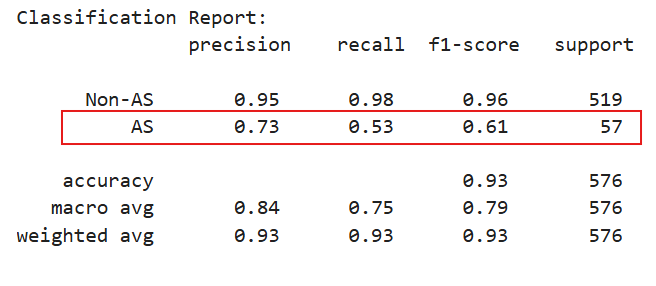 Classification Report:
precision recall f1-score support
Non-AS 0.95 0.98 0.96 519
AS 0.73 0.53 0.61 57
accuracy 0.93 576
macro avg 0.84 0.75 0.79 576
weighted avg 0.93 0.93 0.93 576